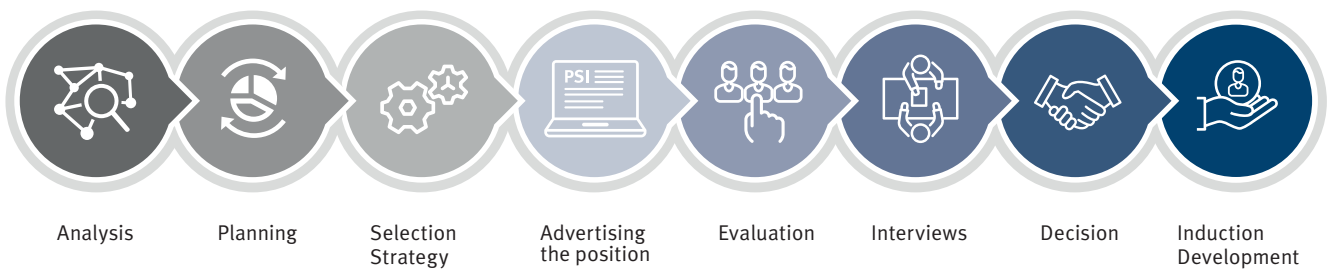 PSI
Analysis
Planning
Selection
Strategy
Advertising
the position
Evaluation
Interviews
Decision
Induction
Development